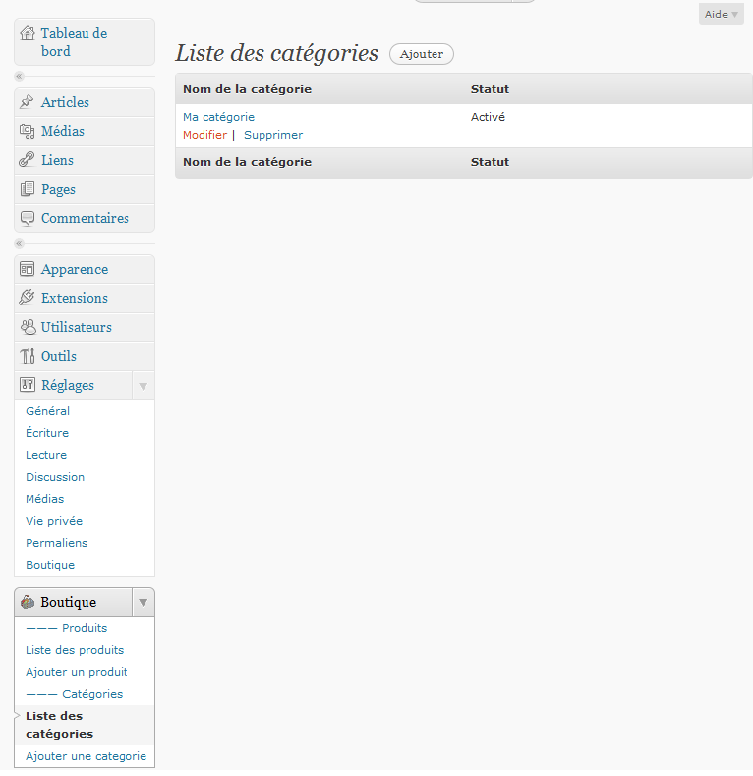 Aide
Tableau de
bord
Articles
Médias
Liens
Pages
Commentaires
Apparence
Extensions
Utilisateurs
Outils
Réglages
Général
Écriture
Lecture
Discussion
Médias
Vie privée
Permaliens
Boutique
Boutique
——— Produits
Liste des produits
Ajouter un produit
——— Catégories
Liste des
catégories
Ajouter une categorie
Liste des catégories Ajouter
Nom de la catégorie Statut
Ma catégorie Activé
Mocifier | Supprimer
Nom de la catégorie Statut